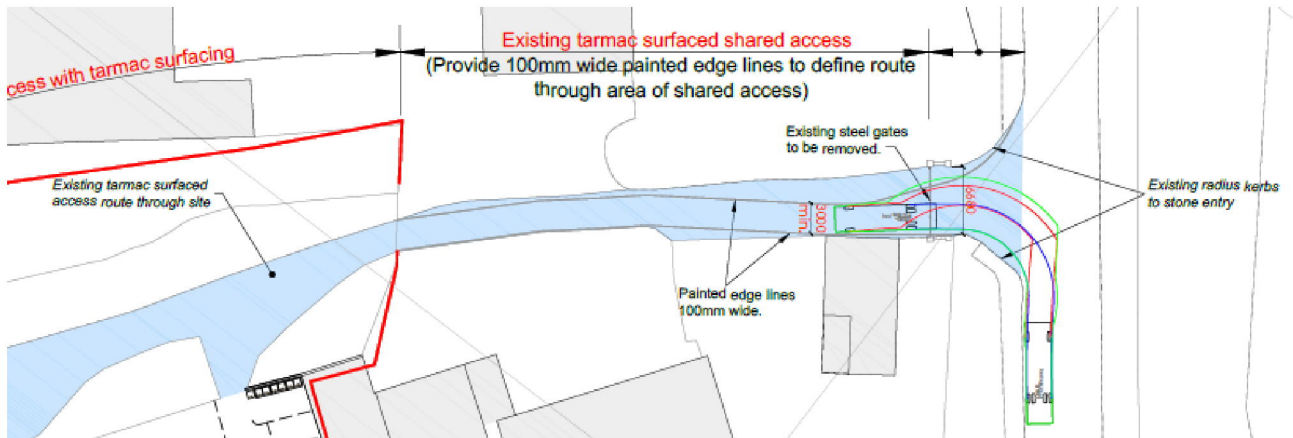 cess with tarmac surfacing
Existing tarmac surfaced shared access
(Provide 100mm wide painted edge lines to define route
through area of shared access)
Existing steel gates
to be removed.
Existing tarmac surfaced
access route through site
Existing radius kerbs
to stone entry
3000
min.
6680
Painted edge lines
100mm wide.